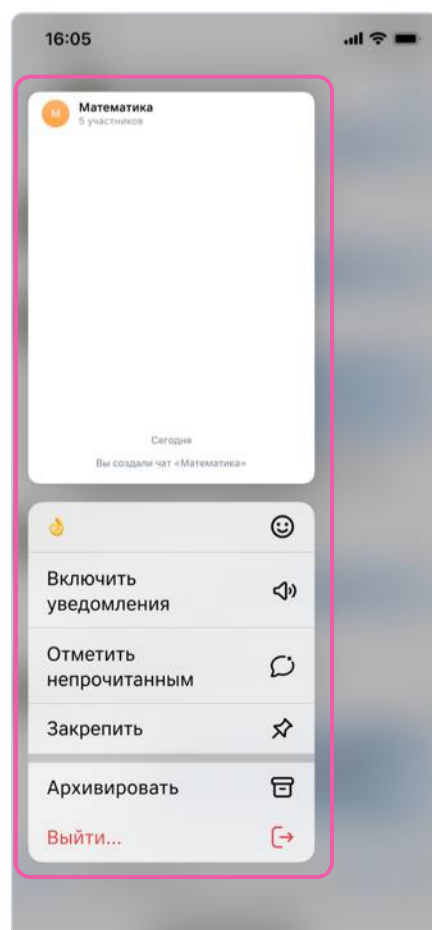 16:05
М
Математика
5 участников
Сегодня
Вы создали чат «Математика»
Включить
уведомления
Отметить
непрочитанным
Закрепить
Архивировать
Выйти...